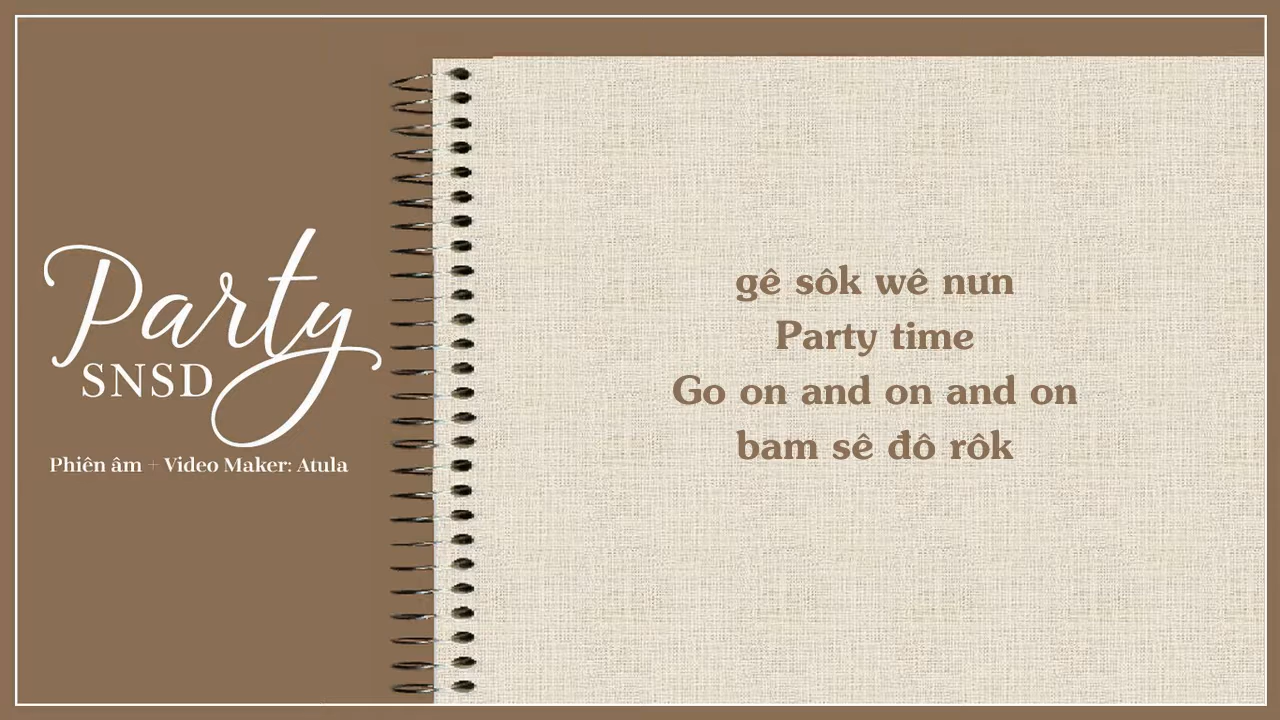 Party
SNSD
Phiên âm + Video Maker: Atula
gê sôk wê nưn
Party time
Go on and on and on
bam sê đô rôk